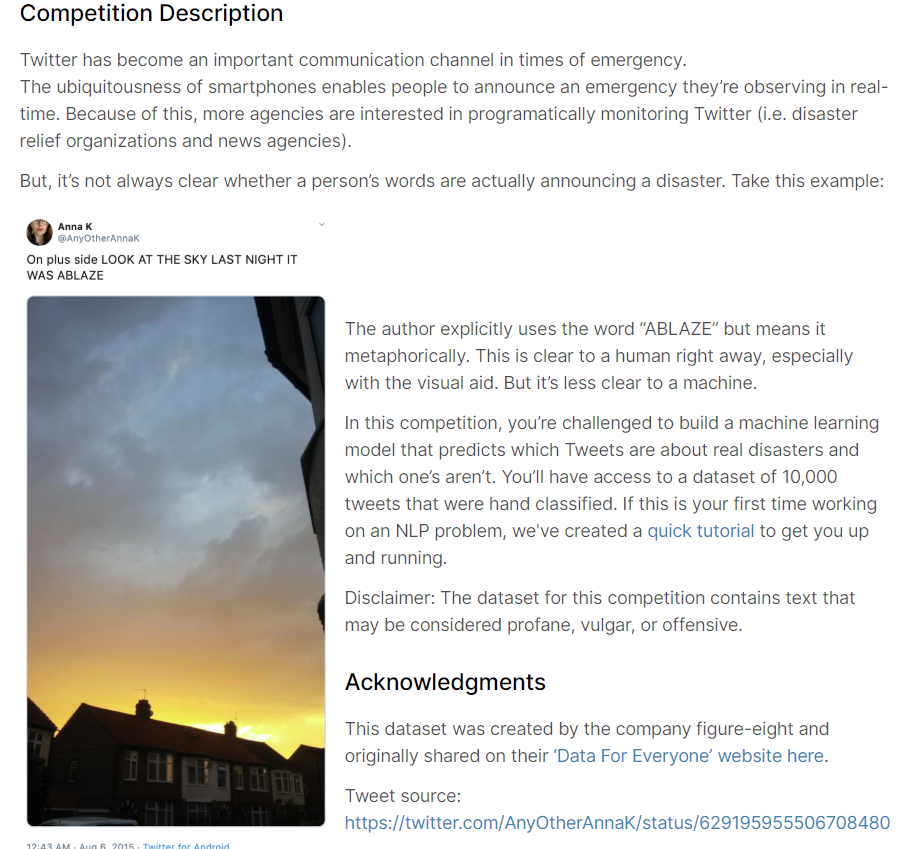 Competition Description
Twitter has become an important communication channel in times of emergency.
The ubiquitousness of smartphones enables people to announce an emergency they’re observing in real-
time. Because of this, more agencies are interested in programatically monitoring Twitter (i.e. disaster
relief organizations and news agencies).
But, it’s not always clear whether a person’s words are actually announcing a disaster. Take this example:
Anna K
@AnyOtherAnnaK
On plus side LOOK AT THE SKY LAST NIGHT IT
WAS ABLAZE
12:43 AM · Aug 6, 2015 · Twitter for Android
The author explicitly uses the word “ABLAZE” but means it
metaphorically. This is clear to a human right away, especially
with the visual aid. But it’s less clear to a machine.
In this competition, you’re challenged to build a machine learning
model that predicts which Tweets are about real disasters and
which one’s aren’t. You’ll have access to a dataset of 10,000
tweets that were hand classified. If this is your first time working
on an NLP problem, we've created a quick tutorial to get you up
and running.
Disclaimer: The dataset for this competition contains text that
may be considered profane, vulgar, or offensive.
Acknowledgments
This dataset was created by the company figure-eight and
originally shared on their ‘Data For Everyone’ website here.
Tweet source:
https://twitter.com/AnyOtherAnnaK/status/629195955506708480